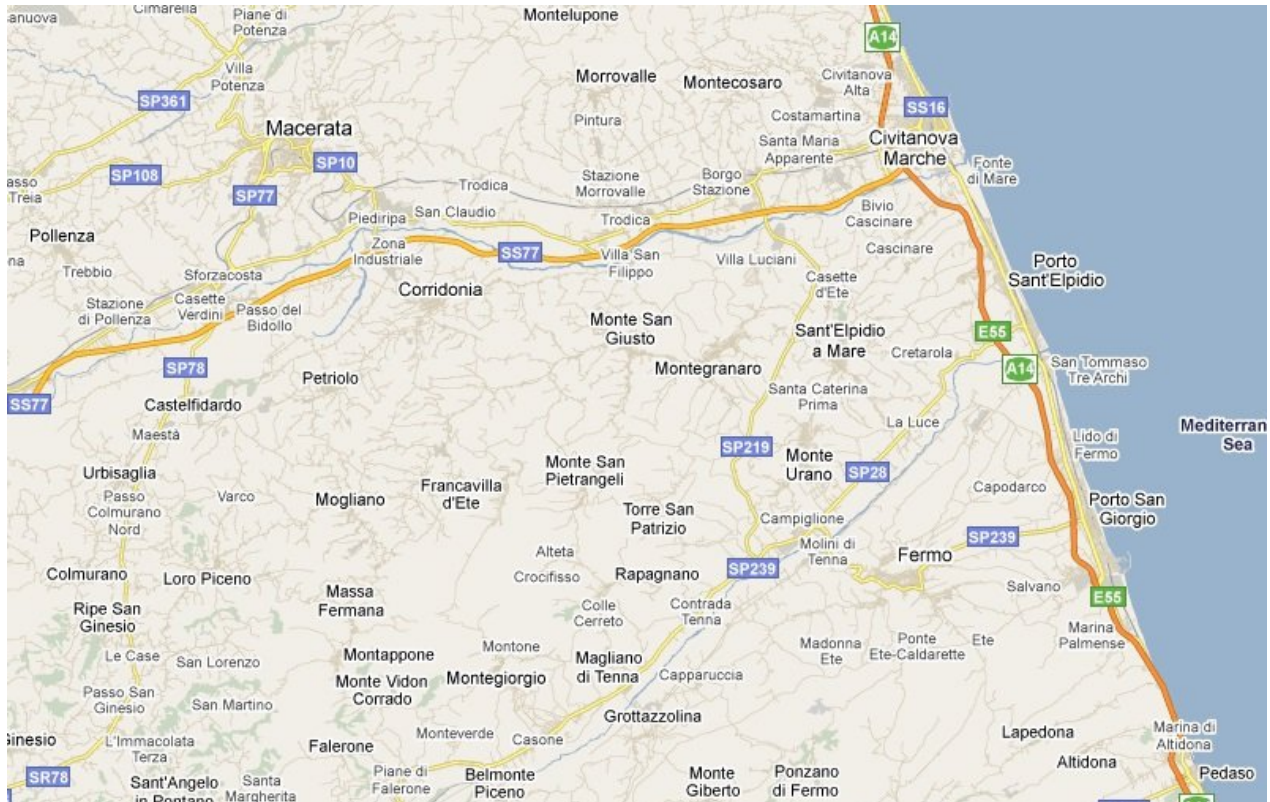 Cimarella
Piane di
Potenza
Montelupone
A14
Villa
Potenza
Morrovalle
Montecosaro
Civitanova
Alta
SP361
SS16
Costamartina
Pintura
Macerata
Civitanova
Marche
Santa Maria
Apparente
SP10
SP108
Stazione
Morrovalle
Borgo
Stazione
Fonte
di Mare
Treia
Trodica
SP77
Piediripa
San Claudio
Trodica
Bivio
Cascinare
Pollenza
Zona
Industriale
SS77
Villa San
Filippo
Villa Luciani
Cascinare
Trebbio
Sforzacosta
Porto
Sant'Elpidio
Corridonia
Casette
d'Ete
Stazione
di Pollenza
Casette
Verdini
Passo del
Bidollo
Monte San
Giusto
Sant'Elpidio
a Mare
E55
Cretarola
SP78
Montegranaro
A14
San Tommaso
Tre Archi
Petriolo
Santa Caterina
Prima
SS77
Castelfidardo
La Luce
Mediterran
Sea
Maestà
SP219
Lido di
Fermo
Monte
Urano
Urbisaglia
Monte San
Pietrangeli
SP28
Francavilla
d'Ete
Capodarco
Passo
Colmurano
Nord
Varco
Mogliano
Porto San
Giorgio
Torre San
Patrizio
Campiglione
SP239
Molini di
Tenna
Fermo
Alteta
Crocifisso
Rapagnano
SP239
Colmurano
Loro Piceno
Salvano
Massa
Fermana
E55
Colle
Cerreto
Contrada
Tenna
Ripe San
Ginesio
Marina
Palmense
Madonna
Ete
Ponte
Ete-Caldarette
Ete
Le Case
San Lorenzo
Montappone
Montone
Magliano
di Tenna
Capparuccia
Monte Vidon
Corrado
Montegiorgio
Passo San
Ginesio
San Martino
Grottazzolina
Ginesio
L'Immacolata
Terza
Falerone
Monteverde
Casone
Lapedona
Marina di
Altidona
Altidona
SR78
Sant'Angelo
in Pontano
Santa
Margherita
Piane di
Falerone
Belmonte
Piceno
Monte
Giberto
Ponzano
di Fermo
Pedaso